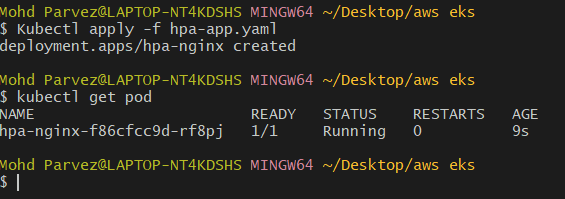 Mohd Parvez@LAPTOP-NT4KDSHS MINGW64 ~/Desktop/aws eks
$ Kubectl apply -f hpa-app.yaml
deployment.apps/hpa-nginx created
Mohd Parvez@LAPTOP-NT4KDSHS MINGW64 ~/Desktop/aws eks
$ kubectl get pod
NAME READY STATUS RESTARTS AGE
hpa-nginx-f86cfcc9d-rf8pj 1/1 Running 0 9s
Mohd Parvez@LAPTOP-NT4KDSHS MINGW64 ~/Desktop/aws eks
$